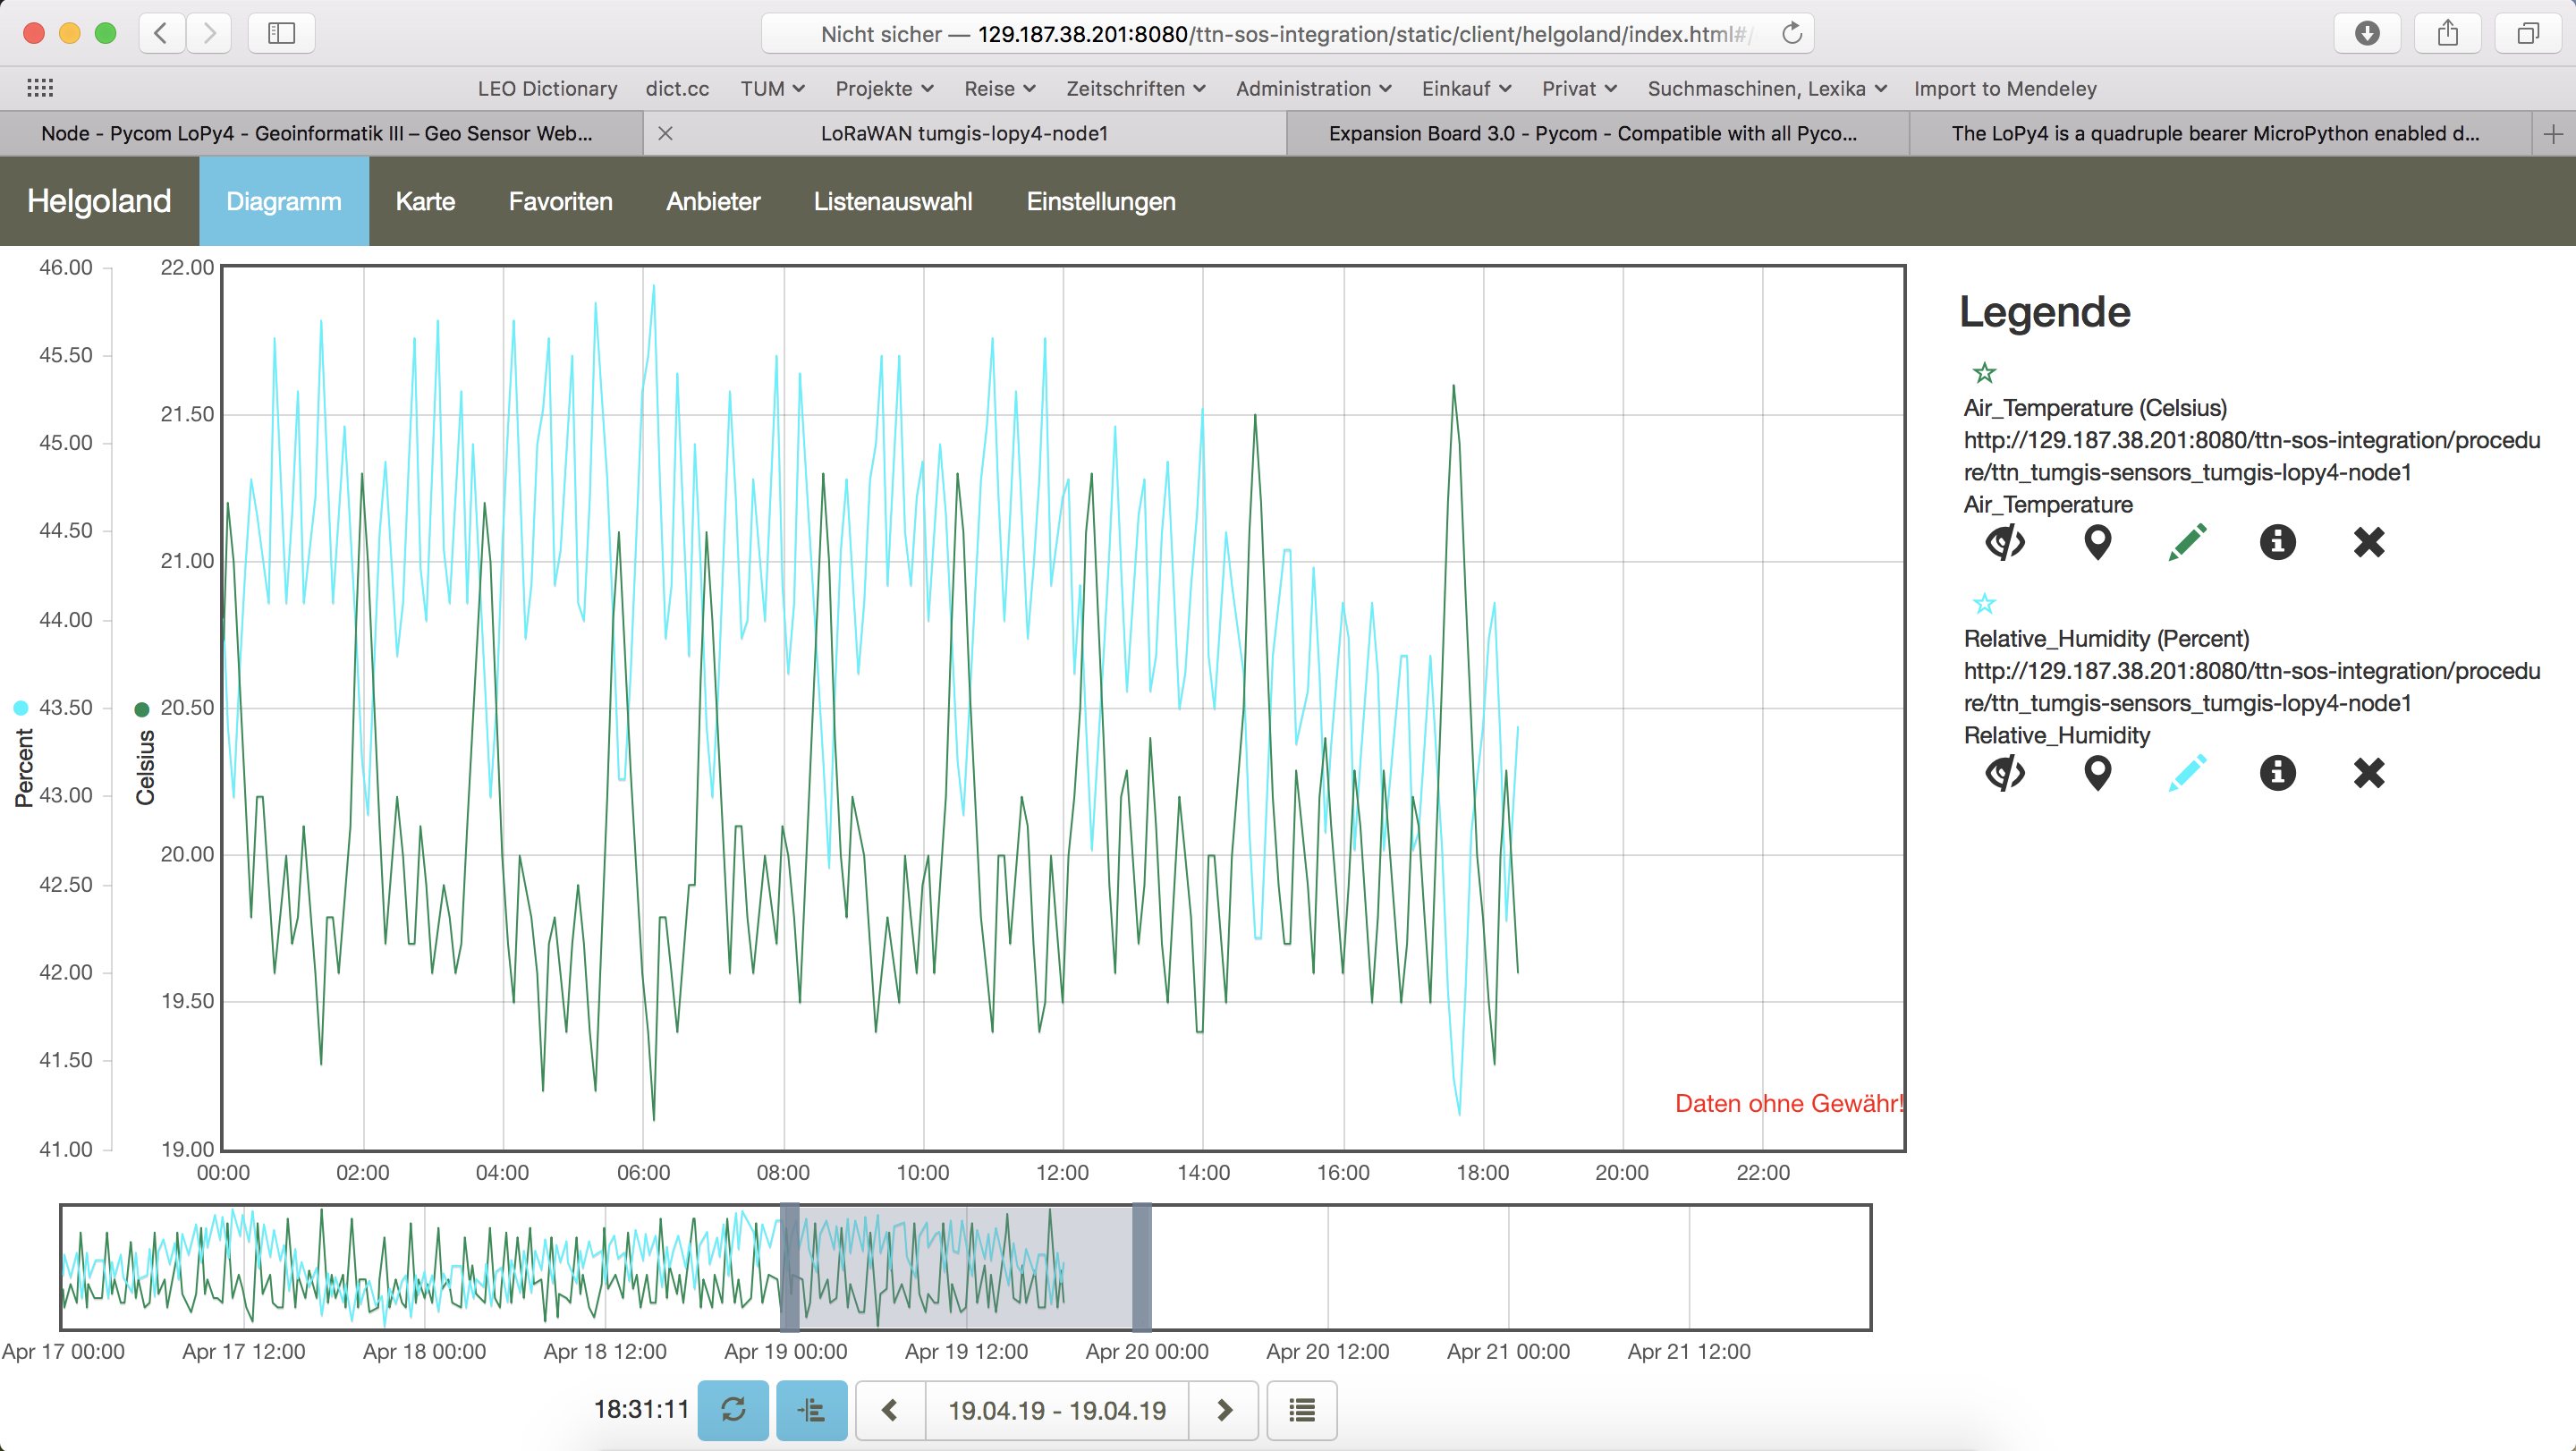 Nicht sicher — 129.187.38.201:8080/ttn-sos-integration/static/client/helgoland/index.html#/
LEO Dictionary dict.cc TUM Projekte Reise Zeitschriften Administration Einkauf Privat Suchmaschinen, Lexika Import to Mendeley
Node - Pycom LoPy4 - Geoinformatik III – Geo Sensor Web... LoRaWAN tumgis-lopy4-node1 Expansion Board 3.0 - Pycom - Compatible with all Pyco... The LoPy4 is a quadruple bearer MicroPython enabled d...
Helgoland Diagramm Karte Favoriten Anbieter Listenauswahl Einstellungen
46.00
45.50
45.00
44.50
44.00
43.50
43.00
42.50
42.00
41.50
41.00
Percent
22.00
21.50
21.00
20.50
20.00
19.50
19.00
Celsius
00:00 02:00 04:00 06:00 08:00 10:00 12:00 14:00 16:00 18:00 20:00 22:00
Daten ohne Gewähr!
Legende
Air_Temperature (Celsius)
http://129.187.38.201:8080/ttn-sos-integration/procedu
re/ttn_tumgis-sensors_tumgis-lopy4-node1
Air_Temperature
Relative_Humidity (Percent)
http://129.187.38.201:8080/ttn-sos-integration/procedu
re/ttn_tumgis-sensors_tumgis-lopy4-node1
Relative_Humidity
Apr 17 00:00 Apr 17 12:00 Apr 18 00:00 Apr 18 12:00 Apr 19 00:00 Apr 19 12:00 Apr 20 00:00 Apr 20 12:00 Apr 21 00:00 Apr 21 12:00
18:31:11 19.04.19 - 19.04.19